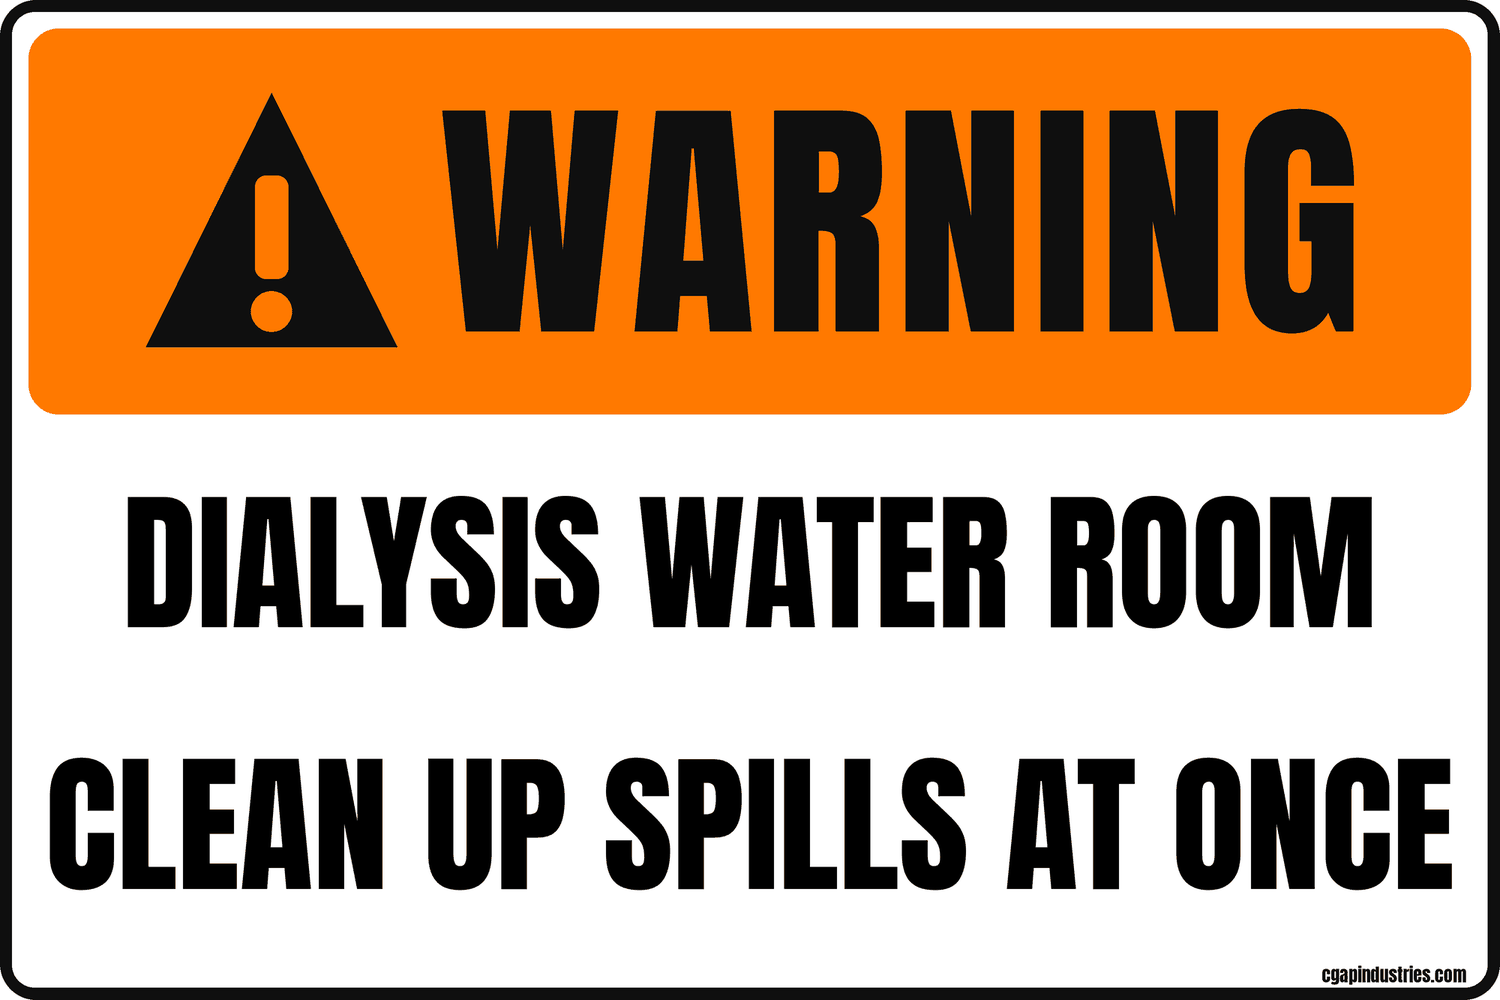 WARNING
DIALYSIS WATER ROOM
CLEAN UP SPILLS AT ONCE
cgapindustries.com